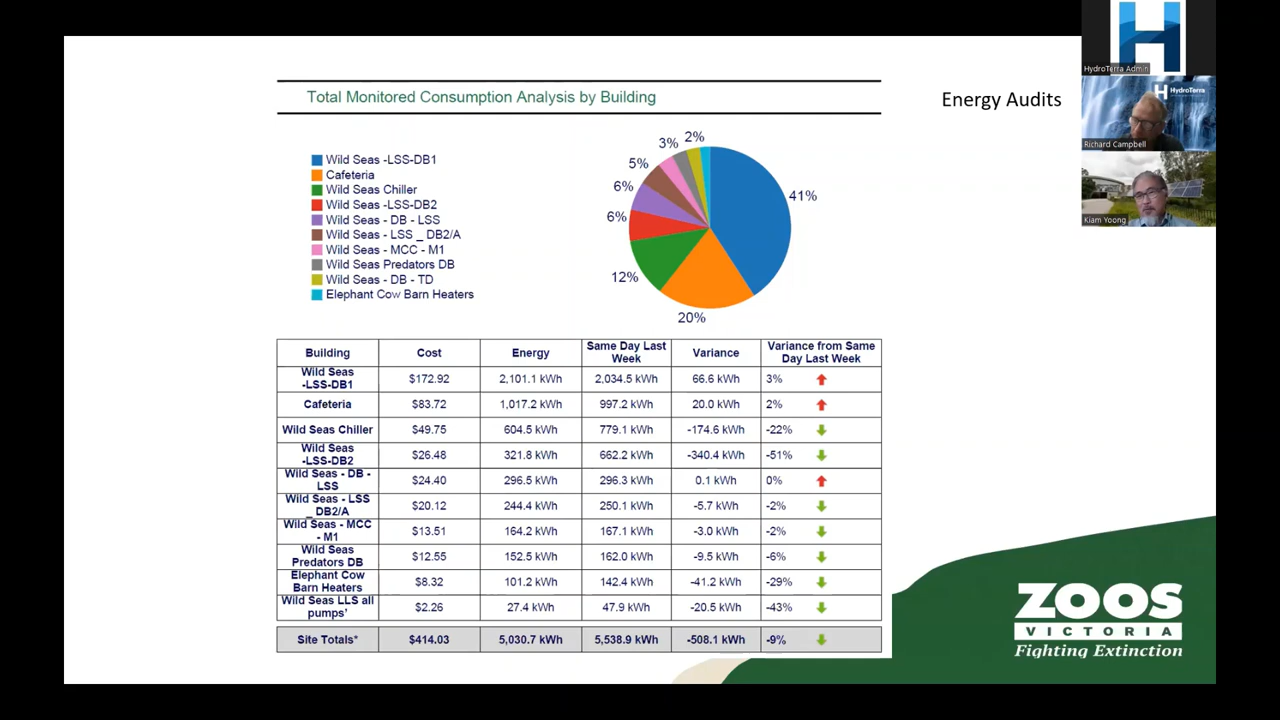 HydroTerra Admin
HydroTerra
Richard Campbell
Kiam Yoong
Energy Audits
Total Monitored Consumption Analysis by Building
Wild Seas -LSS-DB1
Cafeteria
Wild Seas Chiller
Wild Seas -LSS-DB2
Wild Seas - DB - LSS
Wild Seas - LSS _ DB2/A
Wild Seas - MCC - M1
Wild Seas Predators DB
Wild Seas - DB - TD
Elephant Cow Barn Heaters
2%
3%
5%
6%
6%
12%
20%
41%
Building Cost Energy Same Day Last Week Variance Variance from Same Day Last Week
Wild Seas -LSS-DB1 $172.92 2,101.1 kWh 2,034.5 kWh 66.6 kWh 3%
Cafeteria $83.72 1,017.2 kWh 997.2 kWh 20.0 kWh 2%
Wild Seas Chiller $49.75 604.5 kWh 779.1 kWh -174.6 kWh -22%
Wild Seas -LSS-DB2 $26.48 321.8 kWh 662.2 kWh -340.4 kWh -51%
Wild Seas - DB - LSS $24.40 296.5 kWh 296.3 kWh 0.1 kWh 0%
Wild Seas - LSS _ DB2/A $20.12 244.4 kWh 250.1 kWh -5.7 kWh -2%
Wild Seas - MCC - M1 $13.51 164.2 kWh 167.1 kWh -3.0 kWh -2%
Wild Seas Predators DB $12.55 152.5 kWh 162.0 kWh -9.5 kWh -6%
Elephant Cow Barn Heaters $8.32 101.2 kWh 142.4 kWh -41.2 kWh -29%
Wild Seas LLS all pumps' $2.26 27.4 kWh 47.9 kWh -20.5 kWh -43%
Site Totals* $414.03 5,030.7 kWh 5,538.9 kWh -508.1 kWh -9%
ZOOS
VICTORIA
Fighting Extinction